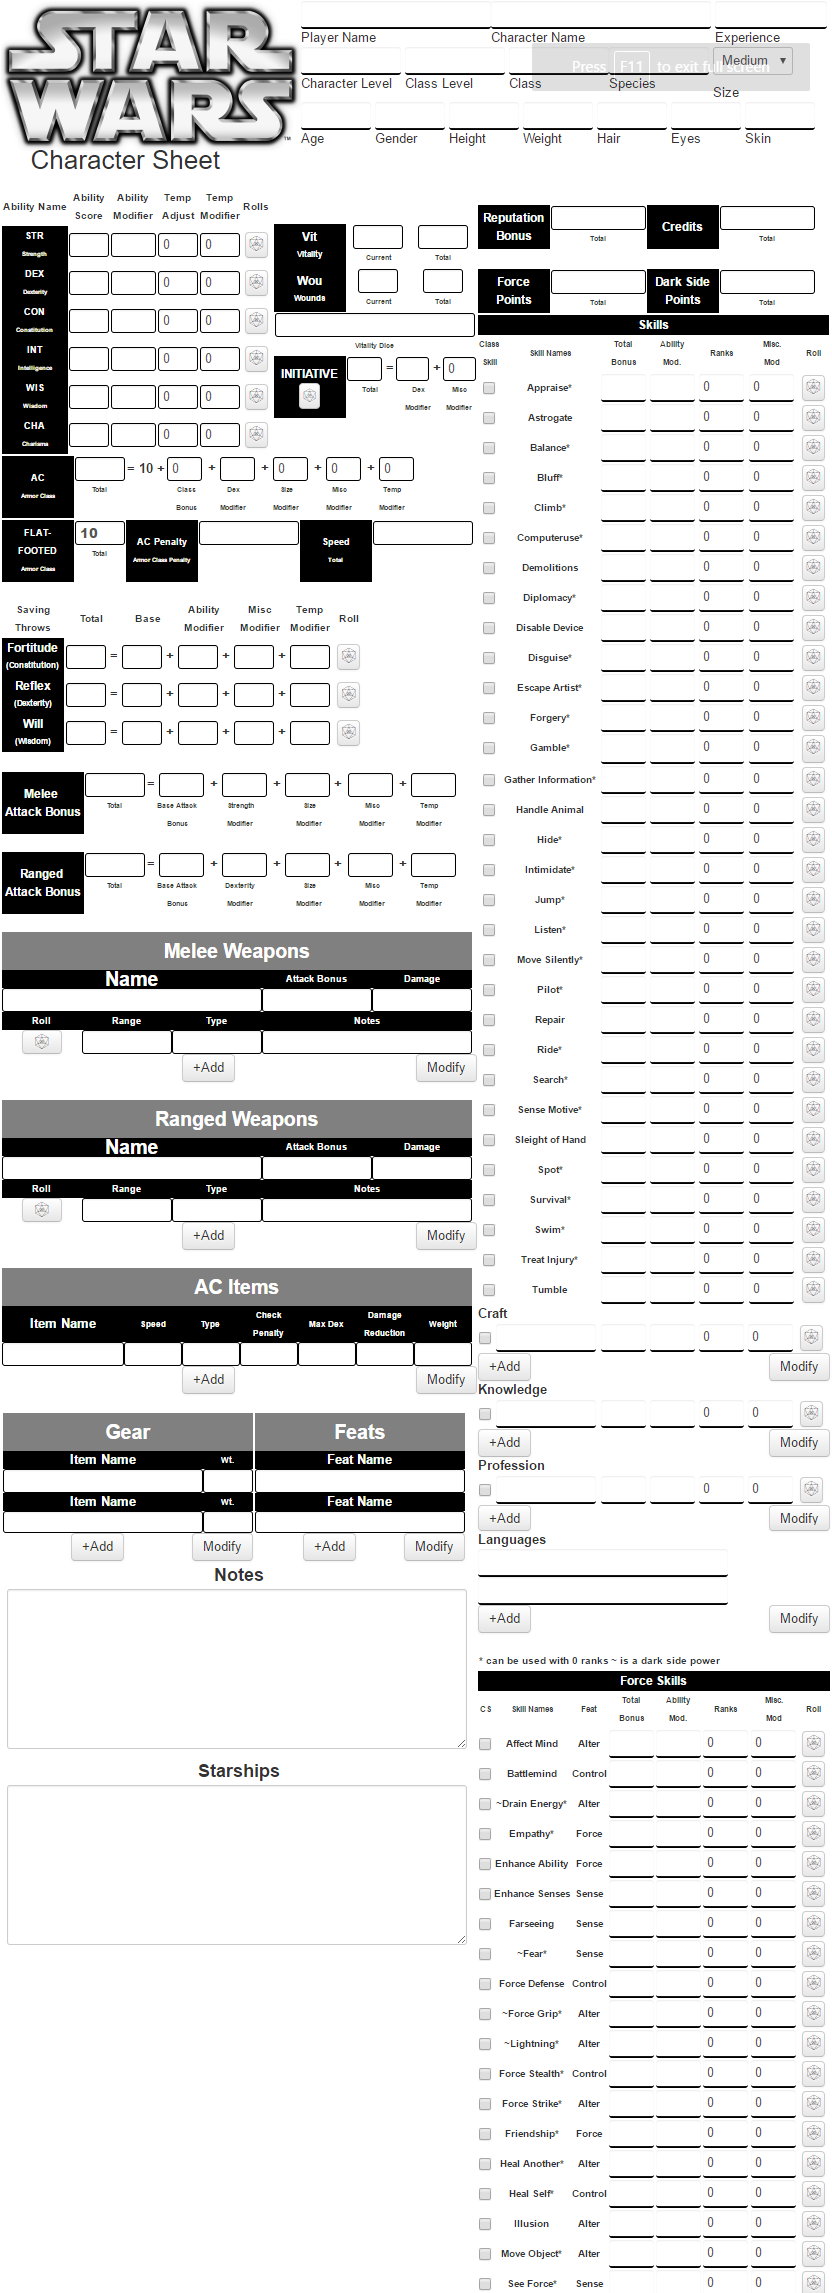 STAR
WARS™
Character Sheet
Player Name Character Name Experience
Press F11 to exit full screen
Medium
Character Level Class Level Class Species Size
Age Gender Height Weight Hair Eyes Skin
Ability Name Ability Score Ability Modifier Temp Adjust Temp Modifier Rolls
STR
Strength
0 0
DEX
Dexterity
0 0
CON
Constitution
0 0
INT
Intelligence
0 0
WIS
Wisdom
0 0
CHA
Charisma
0 0
Vit
Vitality
Current Total
Wou
Wounds
Current Total
Vitality Dice
INITIATIVE = + 0
Total Dex Modifier Misc Modifier
AC
Armor Class
= 10 + 0 + + 0 + 0 + 0
Total Class Bonus Dex Modifier Size Modifier Misc Modifier Temp Modifier
FLAT-FOOTED
Armor Class
10
Total
AC Penalty
Armor Class Penalty
Speed
Total
Saving Throws Total Base Ability Modifier Misc Modifier Temp Modifier Roll
Fortitude
(Constitution)
= + + +
Reflex
(Dexterity)
= + + +
Will
(Wisdom)
= + + +
Melee
Attack Bonus
= + + + +
Total Base Attack Bonus Strength Modifier Size Modifier Misc Modifier Temp Modifier
Ranged
Attack Bonus
= + + + +
Total Base Attack Bonus Dexterity Modifier Size Modifier Misc Modifier Temp Modifier
Melee Weapons
Name Attack Bonus Damage
Roll Range Type Notes
+Add Modify
Ranged Weapons
Name Attack Bonus Damage
Roll Range Type Notes
+Add Modify
AC Items
Item Name Speed Type Check Penalty Max Dex Damage Reduction Weight
+Add Modify
Gear
Item Name wt.
Item Name wt.
+Add Modify
Feats
Feat Name
Feat Name
+Add Modify
Notes
Starships
Reputation Bonus
Total
Credits
Total
Force Points
Total
Dark Side Points
Total
Skills
Class Skill Skill Names Total Bonus Ability Mod. Ranks Misc. Mod Roll
Appraise* 0 0
Astrogate 0 0
Balance* 0 0
Bluff* 0 0
Climb* 0 0
Computeruse* 0 0
Demolitions 0 0
Diplomacy* 0 0
Disable Device 0 0
Disguise* 0 0
Escape Artist* 0 0
Forgery* 0 0
Gamble* 0 0
Gather Information* 0 0
Handle Animal 0 0
Hide* 0 0
Intimidate* 0 0
Jump* 0 0
Listen* 0 0
Move Silently* 0 0
Pilot* 0 0
Repair 0 0
Ride* 0 0
Search* 0 0
Sense Motive* 0 0
Sleight of Hand 0 0
Spot* 0 0
Survival* 0 0
Swim* 0 0
Treat Injury* 0 0
Tumble 0 0
Craft
0 0
+Add Modify
Knowledge
0 0
+Add Modify
Profession
0 0
+Add Modify
Languages
+Add Modify
* can be used with 0 ranks ~ is a dark side power
Force Skills
CS Skill Names Feat Total Bonus Ability Mod. Ranks Misc. Mod Roll
Affect Mind Alter 0 0
Battlemind Control 0 0
~Drain Energy* Alter 0 0
Empathy* Force 0 0
Enhance Ability Force 0 0
Enhance Senses Sense 0 0
Farseeing Sense 0 0
~Fear* Sense 0 0
Force Defense Control 0 0
~Force Grip* Alter 0 0
~Lightning* Alter 0 0
Force Stealth* Control 0 0
Force Strike* Alter 0 0
Friendship* Force 0 0
Heal Another* Alter 0 0
Heal Self* Control 0 0
Illusion Alter 0 0
Move Object* Alter 0 0
See Force* Sense 0 0